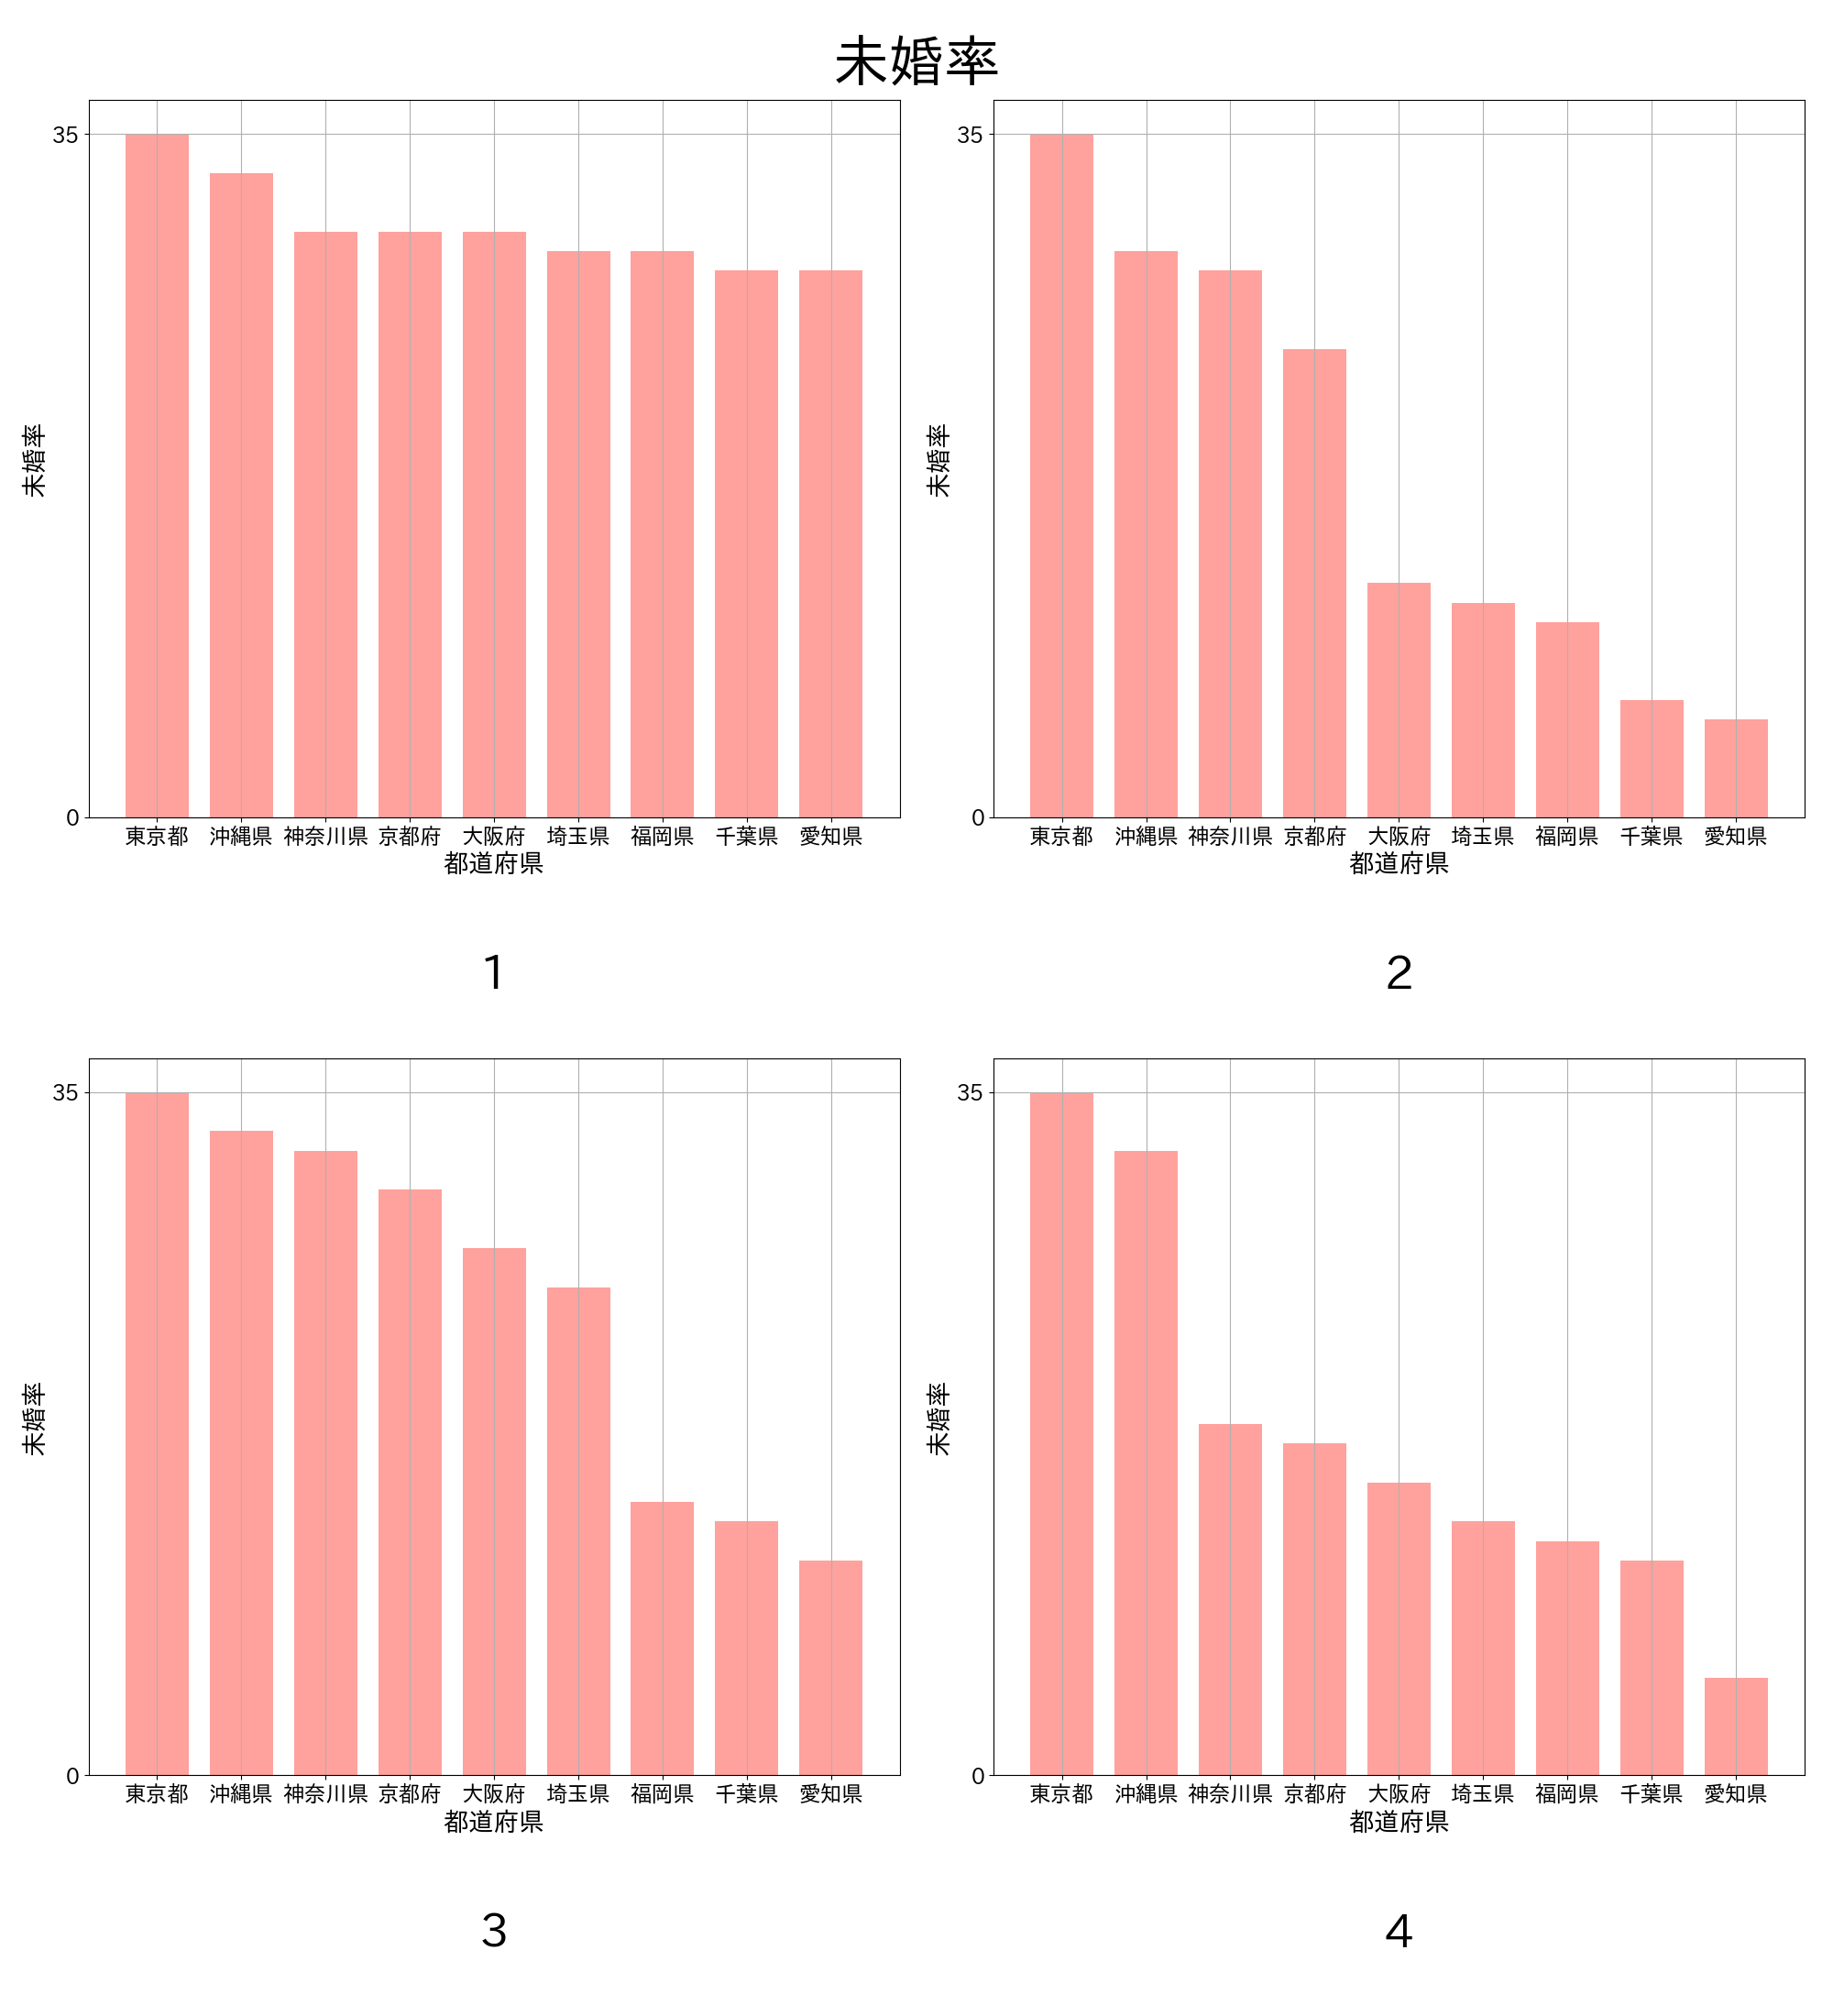 未婚率
35
0
未婚率
東京都 沖縄県 神奈川県 京都府 大阪府 埼玉県 福岡県 千葉県 愛知県
都道府県
1
35
0
未婚率
東京都 沖縄県 神奈川県 京都府 大阪府 埼玉県 福岡県 千葉県 愛知県
都道府県
2
35
0
未婚率
東京都 沖縄県 神奈川県 京都府 大阪府 埼玉県 福岡県 千葉県 愛知県
都道府県
3
35
0
未婚率
東京都 沖縄県 神奈川県 京都府 大阪府 埼玉県 福岡県 千葉県 愛知県
都道府県
4